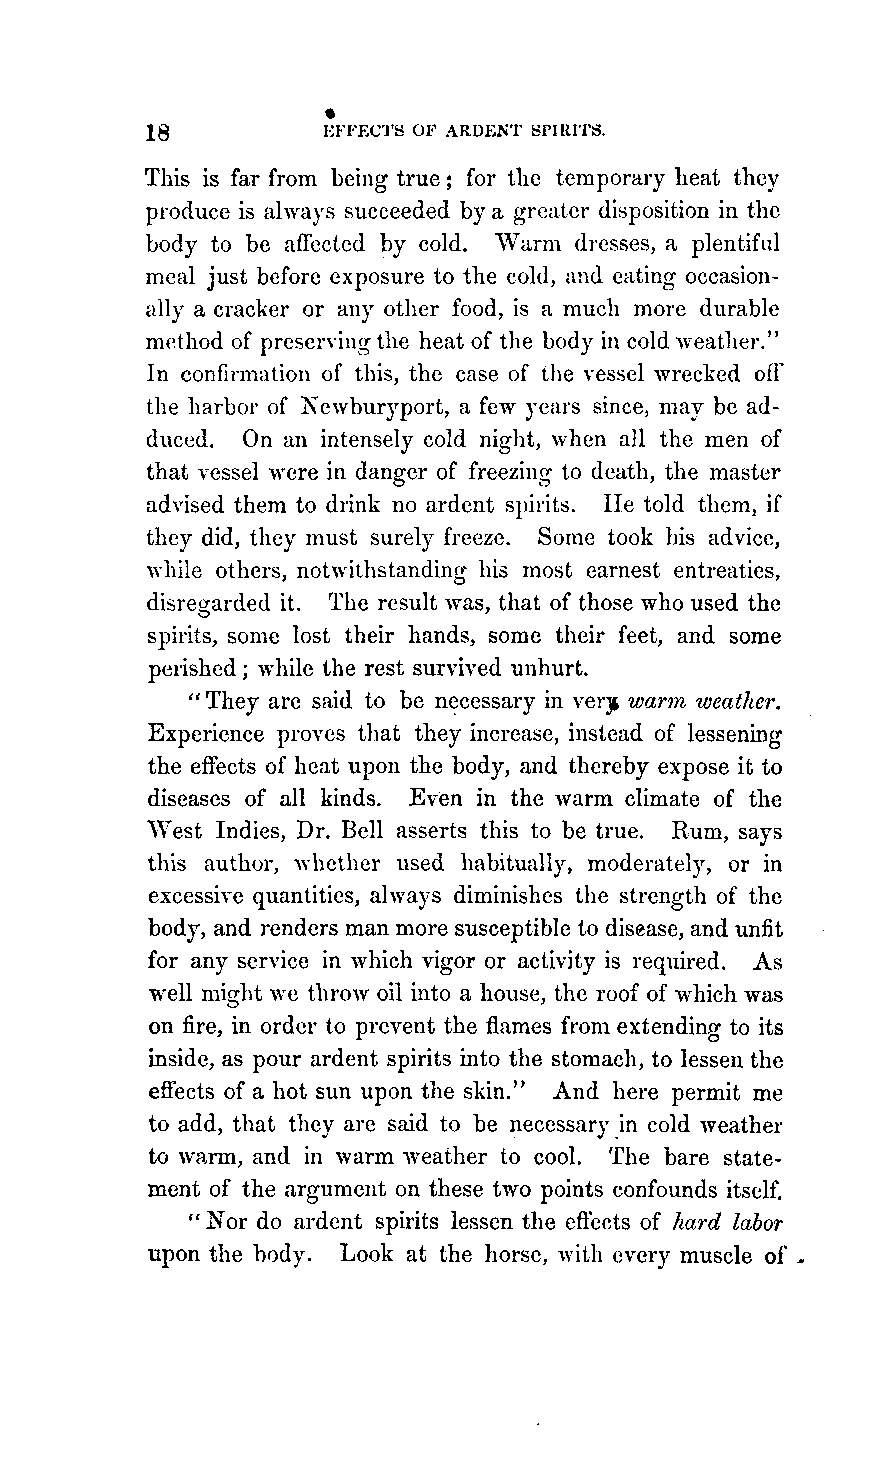 18 EFFECTS OF ARDENT SPIRITS.
This is far from being true; for the temporary heat they
produce is always succeeded by a greater disposition in the
body to be affected by cold. Warm dresses, a plentiful
meal just before exposure to the cold, and eating occasion-
ally a cracker or any other food, is a much more durable
method of preserving the heat of the body in cold weather."
In confirmation of this, the case of the vessel wrecked off
the harbor of Newburyport, a few years since, may be ad-
duced. On an intensely cold night, when all the men of
that vessel were in danger of freezing to death, the master
advised them to drink no ardent spirits. He told them, if
they did, they must surely freeze. Some took his advice,
while others, notwithstanding his most earnest entreaties,
disregarded it. The result was, that of those who used the
spirits, some lost their hands, some their feet, and some
perished; while the rest survived unhurt.
"They are said to be necessary in very warm weather.
Experience proves that they increase, instead of lessening
the effects of heat upon the body, and thereby expose it to
diseases of all kinds. Even in the warm climate of the
West Indies, Dr. Bell asserts this to be true. Rum, says
this author, whether used habitually, moderately, or in
excessive quantities, always diminishes the strength of the
body, and renders man more susceptible to disease, and unfit
for any service in which vigor or activity is required. As
well might we throw oil into a house, the roof of which was
on fire, in order to prevent the flames from extending to its
inside, as pour ardent spirits into the stomach, to lessen the
effects of a hot sun upon the skin." And here permit me
to add, that they are said to be necessary in cold weather
to warm, and in warm weather to cool. The bare state-
ment of the argument on these two points confounds itself.
"Nor do ardent spirits lessen the effects of hard labor
upon the body. Look at the horse, with every muscle of